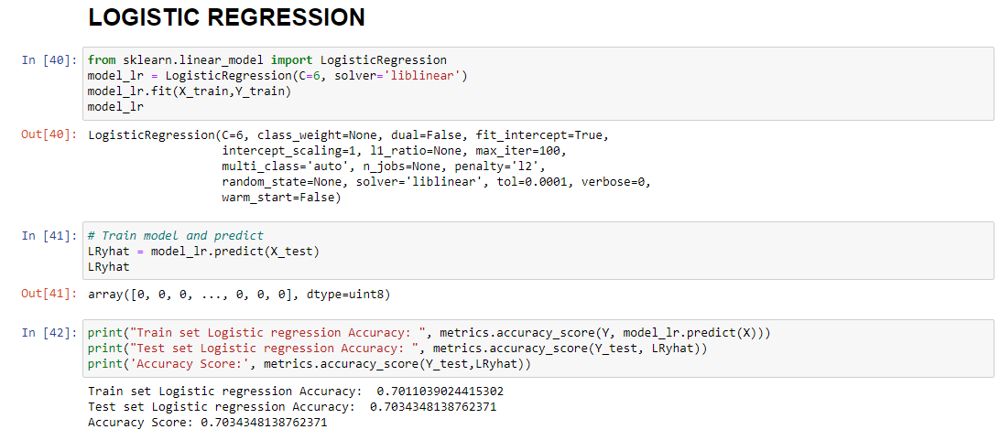 LOGISTIC REGRESSION
In [40]: from sklearn.linear_model import LogisticRegression
model_lr = LogisticRegression(C=6, solver='liblinear')
model_lr.fit(X_train,Y_train)
model_lr
Out[40]: LogisticRegression(C=6, class_weight=None, dual=False, fit_intercept=True,
intercept_scaling=1, l1_ratio=None, max_iter=100,
multi_class='auto', n_jobs=None, penalty='l2',
random_state=None, solver='liblinear', tol=0.0001, verbose=0,
warm_start=False)
In [41]: # Train model and predict
LRyhat = model_lr.predict(X_test)
LRyhat
Out[41]: array([0, 0, 0, ..., 0, 0, 0], dtype=uint8)
In [42]: print("Train set Logistic regression Accuracy: ", metrics.accuracy_score(Y, model_lr.predict(X)))
print("Test set Logistic regression Accuracy: ", metrics.accuracy_score(Y_test, LRyhat))
print('Accuracy Score:', metrics.accuracy_score(Y_test,LRyhat))
Train set Logistic regression Accuracy:  0.7011039024415302
Test set Logistic regression Accuracy:  0.7034348138762371
Accuracy Score: 0.7034348138762371